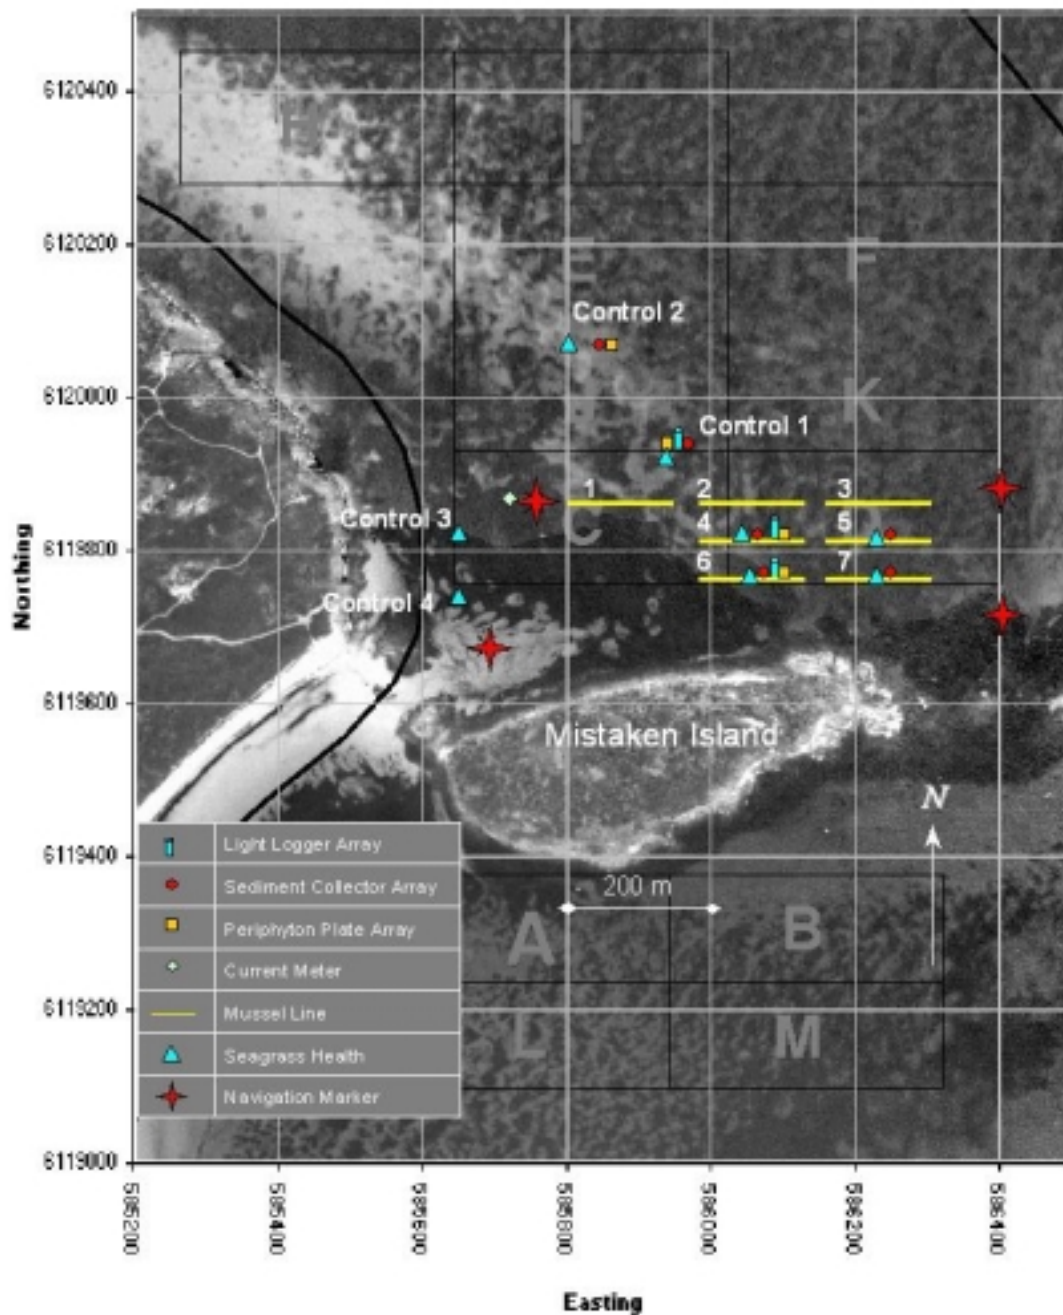 6120400
H
I
6120200
E
F
Control 2
6120000
J
K
Control 1
1
2
3
C
Control 3
4
5
6119800
6
7
Control 4
Northing
6119600
Mistaken Island
N
Light Logger Array
6119400
200 m
Sediment Collector Array
Periphyton Plate Array
A
B
Current Meter
Mussel Line
6119200
L
M
Seagrass Health
Navigation Marker
6119000
585200
585400
585600
585800
586000
586200
586400
Easting